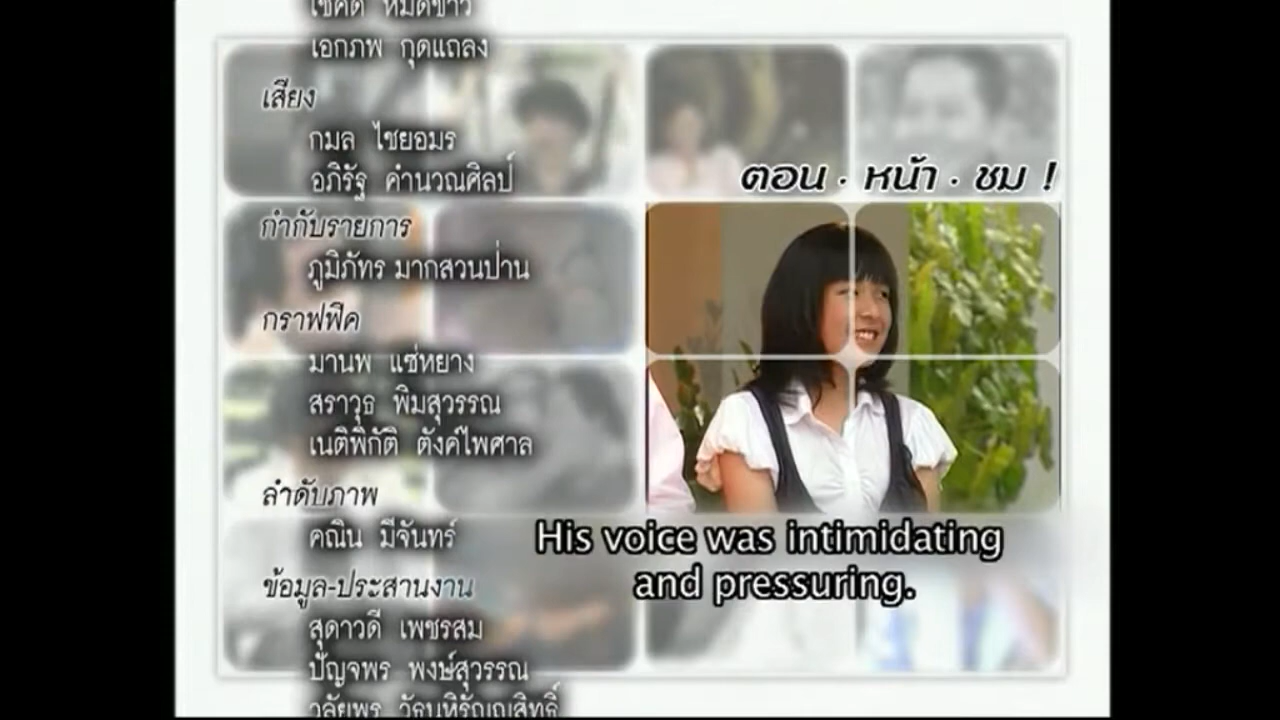 เอกภพ กุดแถลง
เสียง
กมล ไชยอมร
อภิรัฐ คำนวณศิลป์
กำกับรายการ
ภูมิภัทร มากสวนป่าน
กราฟฟิค
มานพ แซ่หยาง
สราวุธ พิมสุวรรณ
เนติพิกัติ ตังค์ไพศาล
ลำดับภาพ
คณิน มีจันทร์
ข้อมูล-ประสานงาน
สุดาวดี เพชรสม
ปัญจพร พงษ์สุวรรณ
ตอน . หน้า . ชม !
His voice was intimidating
and pressuring.